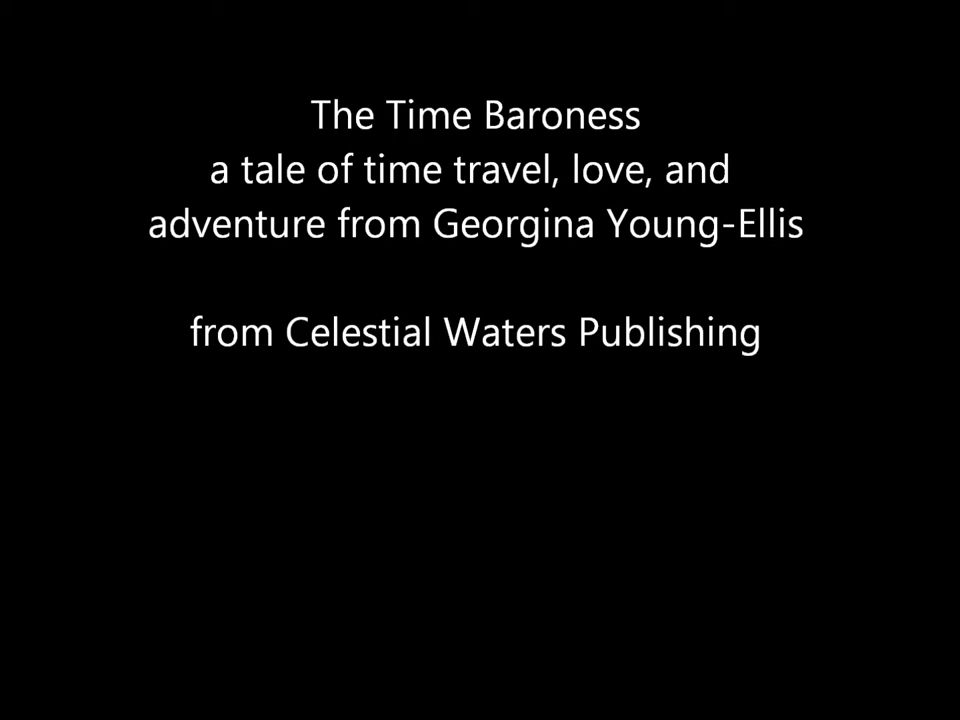 The Time Baroness
a tale of time travel, love, and
adventure from Georgina Young-Ellis
from Celestial Waters Publishing